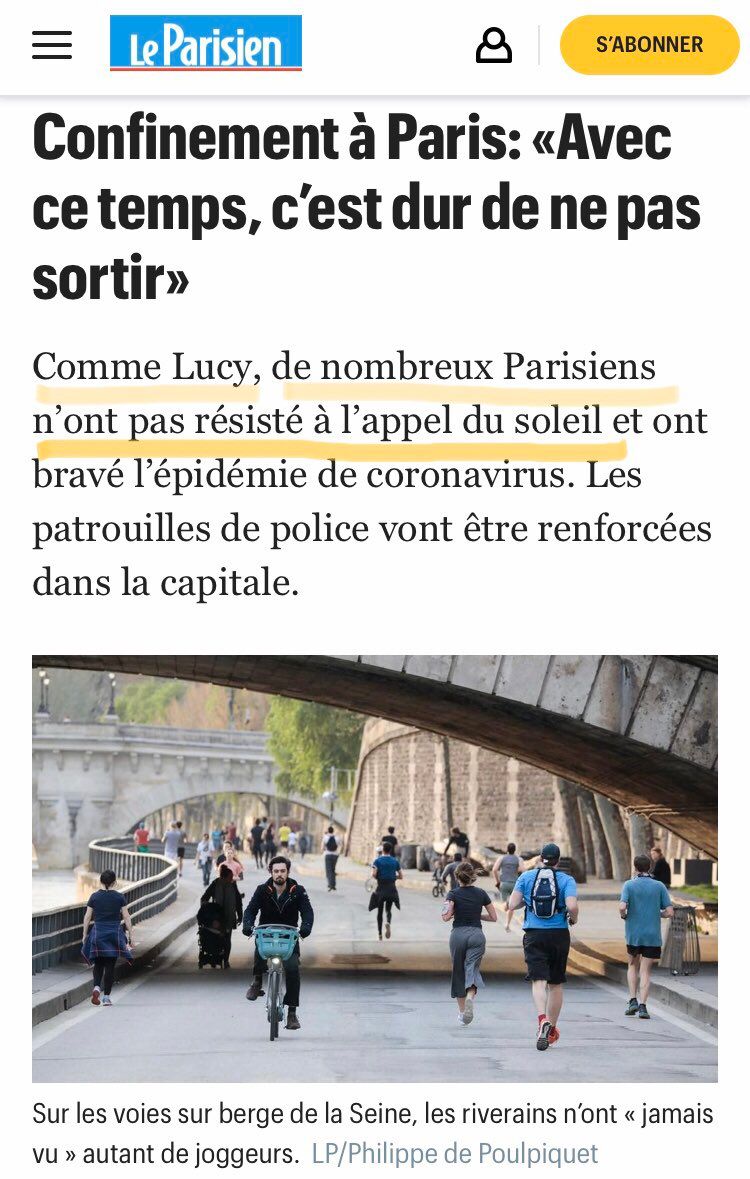 Le Parisien
S'ABONNER
Confinement à Paris: «Avec
ce temps, c’est dur de ne pas
sortir»
Comme Lucy, de nombreux Parisiens
n’ont pas résisté à l’appel du soleil et ont
bravé l’épidémie de coronavirus. Les
patrouilles de police vont être renforcées
dans la capitale.
Sur les voies sur berge de la Seine, les riverains n’ont « jamais
vu » autant de joggeurs. LP/Philippe de Poulpiquet